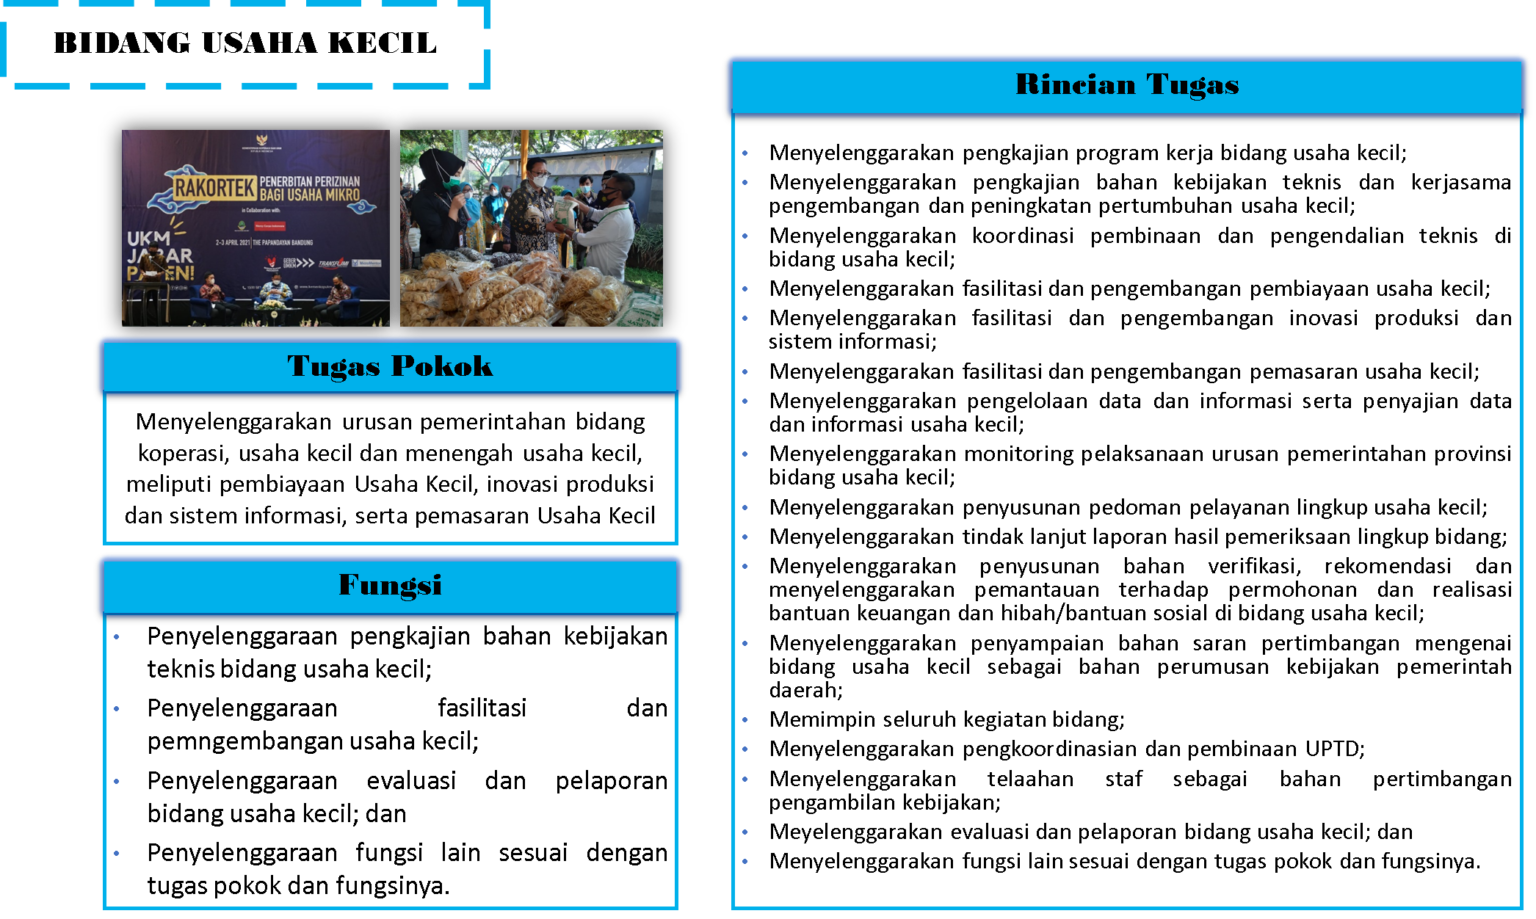 BIDANG USAHA KECIL
RAKORTEK PENERBITAN PERIZINAN
BAGI USAHA MIKRO
in Collaboration with:
2-3 APRIL 2021 THE PAPANDAYAN BANDUNG
UKM
JABAR
PATEN!
Tugas Pokok
Menyelenggarakan urusan pemerintahan bidang
koperasi, usaha kecil dan menengah usaha kecil,
meliputi pembiayaan Usaha Kecil, inovasi produksi
dan sistem informasi, serta pemasaran Usaha Kecil
Fungsi
• Penyelenggaraan pengkajian bahan kebijakan
teknis bidang usaha kecil;
• Penyelenggaraan fasilitasi dan
pemngembangan usaha kecil;
• Penyelenggaraan evaluasi dan pelaporan
bidang usaha kecil; dan
• Penyelenggaraan fungsi lain sesuai dengan
tugas pokok dan fungsinya.
Rincian Tugas
• Menyelenggarakan pengkajian program kerja bidang usaha kecil;
• Menyelenggarakan pengkajian bahan kebijakan teknis dan kerjasama
pengembangan dan peningkatan pertumbuhan usaha kecil;
• Menyelenggarakan koordinasi pembinaan dan pengendalian teknis di
bidang usaha kecil;
• Menyelenggarakan fasilitasi dan pengembangan pembiayaan usaha kecil;
• Menyelenggarakan fasilitasi dan pengembangan inovasi produksi dan
sistem informasi;
• Menyelenggarakan fasilitasi dan pengembangan pemasaran usaha kecil;
• Menyelenggarakan pengelolaan data dan informasi serta penyajian data
dan informasi usaha kecil;
• Menyelenggarakan monitoring pelaksanaan urusan pemerintahan provinsi
bidang usaha kecil;
• Menyelenggarakan penyusunan pedoman pelayanan lingkup usaha kecil;
• Menyelenggarakan tindak lanjut laporan hasil pemeriksaan lingkup bidang;
• Menyelenggarakan penyusunan bahan verifikasi, rekomendasi dan
menyelenggarakan pemantauan terhadap permohonan dan realisasi
bantuan keuangan dan hibah/bantuan sosial di bidang usaha kecil;
• Menyelenggarakan penyampaian bahan saran pertimbangan mengenai
bidang usaha kecil sebagai bahan perumusan kebijakan pemerintah
daerah;
• Memimpin seluruh kegiatan bidang;
• Menyelenggarakan pengkoordinasian dan pembinaan UPTD;
• Menyelenggarakan telaahan staf sebagai bahan pertimbangan
pengambilan kebijakan;
• Meyelenggarakan evaluasi dan pelaporan bidang usaha kecil; dan
• Menyelenggarakan fungsi lain sesuai dengan tugas pokok dan fungsinya.